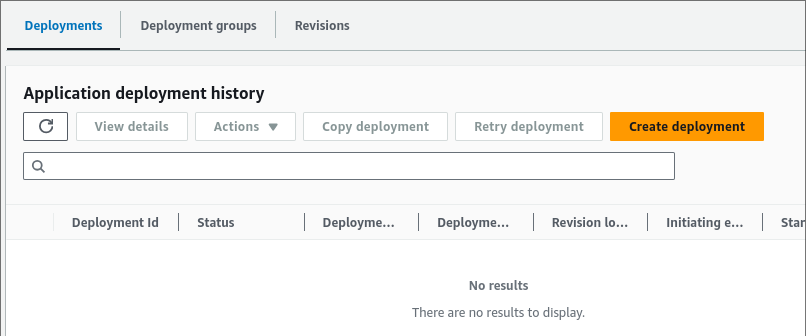 Deployments Deployment groups Revisions
Application deployment history
View details Actions Copy deployment Retry deployment Create deployment
Deployment Id Status Deployme... Deployme... Revision lo... Initiating e... Star
No results
There are no results to display.